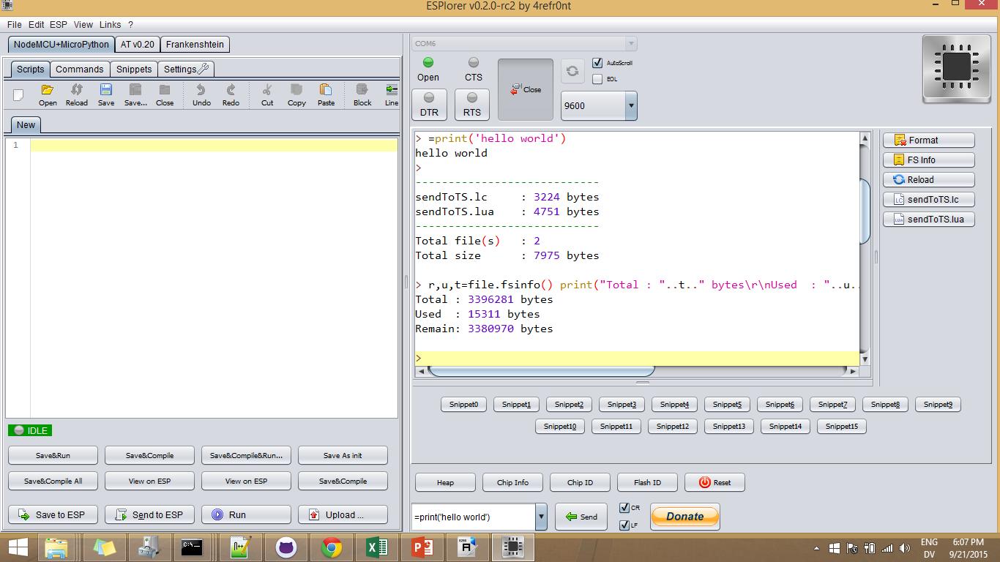 ESPlorer v0.2.0-rc2 by 4refr0nt
File Edit ESP View Links ?
NodeMCU+MicroPython AT v0.20 Frankenshtein
Scripts Commands Snippets Settings
Open Reload Save Save... Close Undo Redo Cut Copy Paste Block Line
New
1
IDLE
Save&Run Save&Compile Save&Compile&Run... Save As init
Save&Compile All View on ESP View on ESP Save&Compile
Save to ESP Send to ESP Run Upload ...
COM6
Open CTS
DTR RTS
Close
AutoScroll
EOL
9600
> =print('hello world')
hello world
>
----------------------------
sendToTS.lc : 3224 bytes
sendToTS.lua : 4751 bytes
----------------------------
Total file(s) : 2
Total size : 7975 bytes
> r,u,t=file.fsinfo() print("Total : "..t.." bytes\r\nUsed : "..u..
Total : 3396281 bytes
Used : 15311 bytes
Remain: 3380970 bytes
>
Format
FS Info
Reload
LC sendToTS.lc
LUA sendToTS.lua
Snippet0 Snippet1 Snippet2 Snippet3 Snippet4 Snippet5 Snippet6 Snippet7 Snippet8 Snippet9
Snippet10 Snippet11 Snippet12 Snippet13 Snippet14 Snippet15
Heap Chip Info Chip ID Flash ID Reset
=print('hello world') Send
CR
LF
Donate
ENG 6:07 PM
DV 9/21/2015